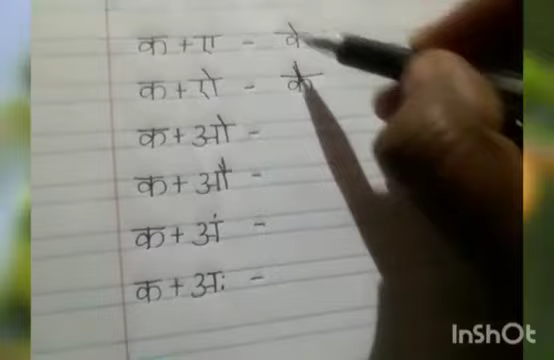 क + ए - के
क + ऐ - कै
क + ओ -
क + औ -
क + अं -
क + अः -
InShOt